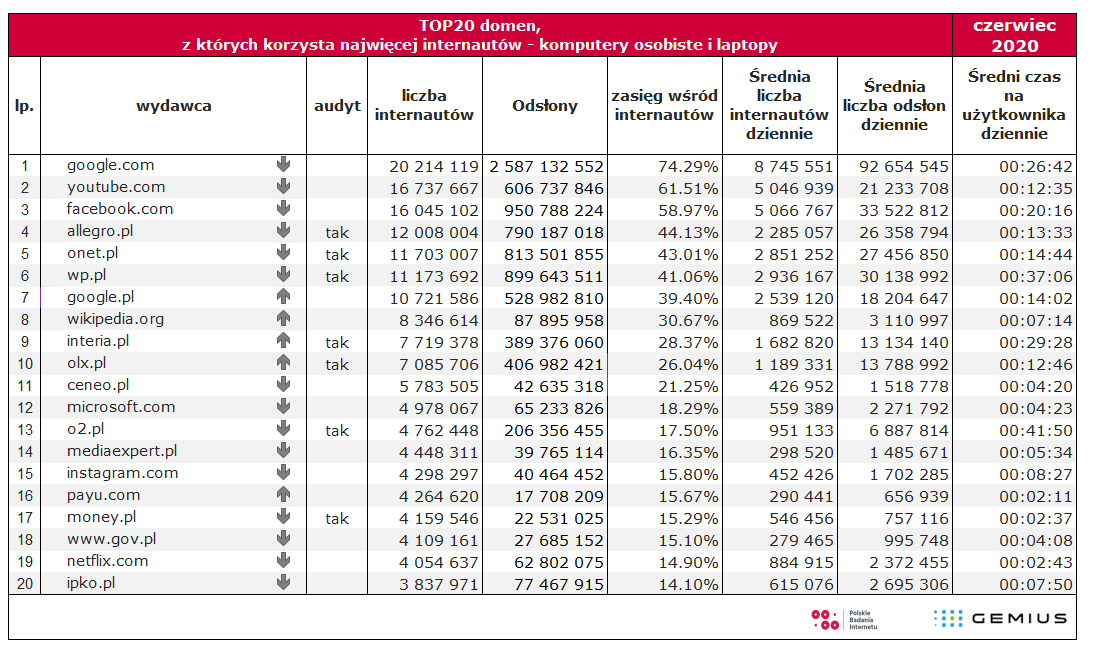 TOP20 domen,
z których korzysta najwięcej internautów - komputery osobiste i laptopy
czerwiec
2020
lp.
wydawca
audyt
liczba
internautów
Odsłony
zasięg wśród
internautów
Średnia
liczba
internautów
dziennie
Średnia
liczba odsłon
dziennie
Średni czas
na
użytkownika
dziennie
1 google.com 20 214 119 2 587 132 552 74.29% 8 745 551 92 654 545 00:26:42
2 youtube.com 16 737 667 606 737 846 61.51% 5 046 939 21 233 708 00:12:35
3 facebook.com 16 045 102 950 788 224 58.97% 5 066 767 33 522 812 00:20:16
4 allegro.pl tak 12 008 004 790 187 018 44.13% 2 285 057 26 358 794 00:13:33
5 onet.pl tak 11 703 007 813 501 855 43.01% 2 851 252 27 456 850 00:14:44
6 wp.pl tak 11 173 692 899 643 511 41.06% 2 936 167 30 138 992 00:37:06
7 google.pl 10 721 586 528 982 810 39.40% 2 539 120 18 204 647 00:14:02
8 wikipedia.org 8 346 614 87 895 958 30.67% 869 522 3 110 997 00:07:14
9 interia.pl tak 7 719 378 389 376 060 28.37% 1 682 820 13 134 140 00:29:28
10 olx.pl tak 7 085 706 406 982 421 26.04% 1 189 331 13 788 992 00:12:46
11 ceneo.pl 5 783 505 42 635 318 21.25% 426 952 1 518 778 00:04:20
12 microsoft.com 4 978 067 65 233 826 18.29% 559 389 2 271 792 00:04:23
13 o2.pl tak 4 762 448 206 356 455 17.50% 951 133 6 887 814 00:41:50
14 mediaexpert.pl 4 448 311 39 765 114 16.35% 298 520 1 485 671 00:05:34
15 instagram.com 4 298 297 40 464 452 15.80% 452 426 1 702 285 00:08:27
16 payu.com 4 264 620 17 708 209 15.67% 290 441 656 939 00:02:11
17 money.pl tak 4 159 546 22 531 025 15.29% 546 456 757 116 00:02:37
18 www.gov.pl 4 109 161 27 685 152 15.10% 279 465 995 748 00:04:08
19 netflix.com 4 054 637 62 802 075 14.90% 884 915 2 372 455 00:02:43
20 ipko.pl 3 837 971 77 467 915 14.10% 615 076 2 695 306 00:07:50
Polskie
Badania
Internetu
GEMIUS